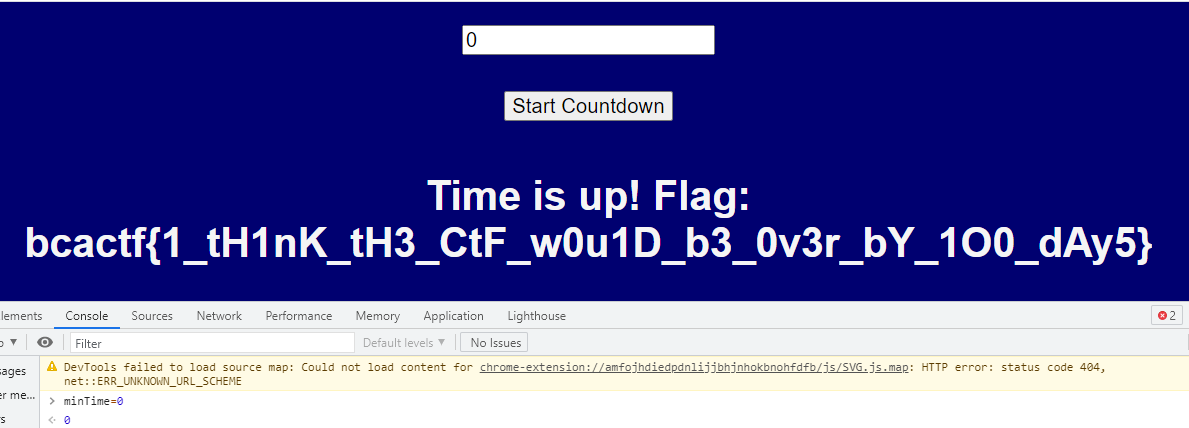 0
Start Countdown
Time is up! Flag:
bcactf{1_tH1nK_tH3_CtF_w0u1D_b3_0v3r_bY_1O0_dAy5}
lements Console Sources Network Performance Memory Application Lighthouse 2
p ▼ Filter Default levels ▼ No Issues
sages
er me...
rs
DevTools failed to load source map: Could not load content for chrome-extension://amfojhdiedpdnlijjbhjnhokbnohfdfb/js/SVG.js.map: HTTP error: status code 404,
net::ERR_UNKNOWN_URL_SCHEME
> minTime=0
0